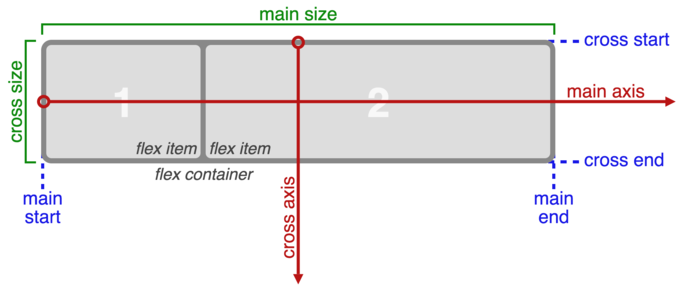 main size
cross start
cross size
1
2
main axis
flex item
flex item
cross end
flex container
main
start
cross axis
main
end